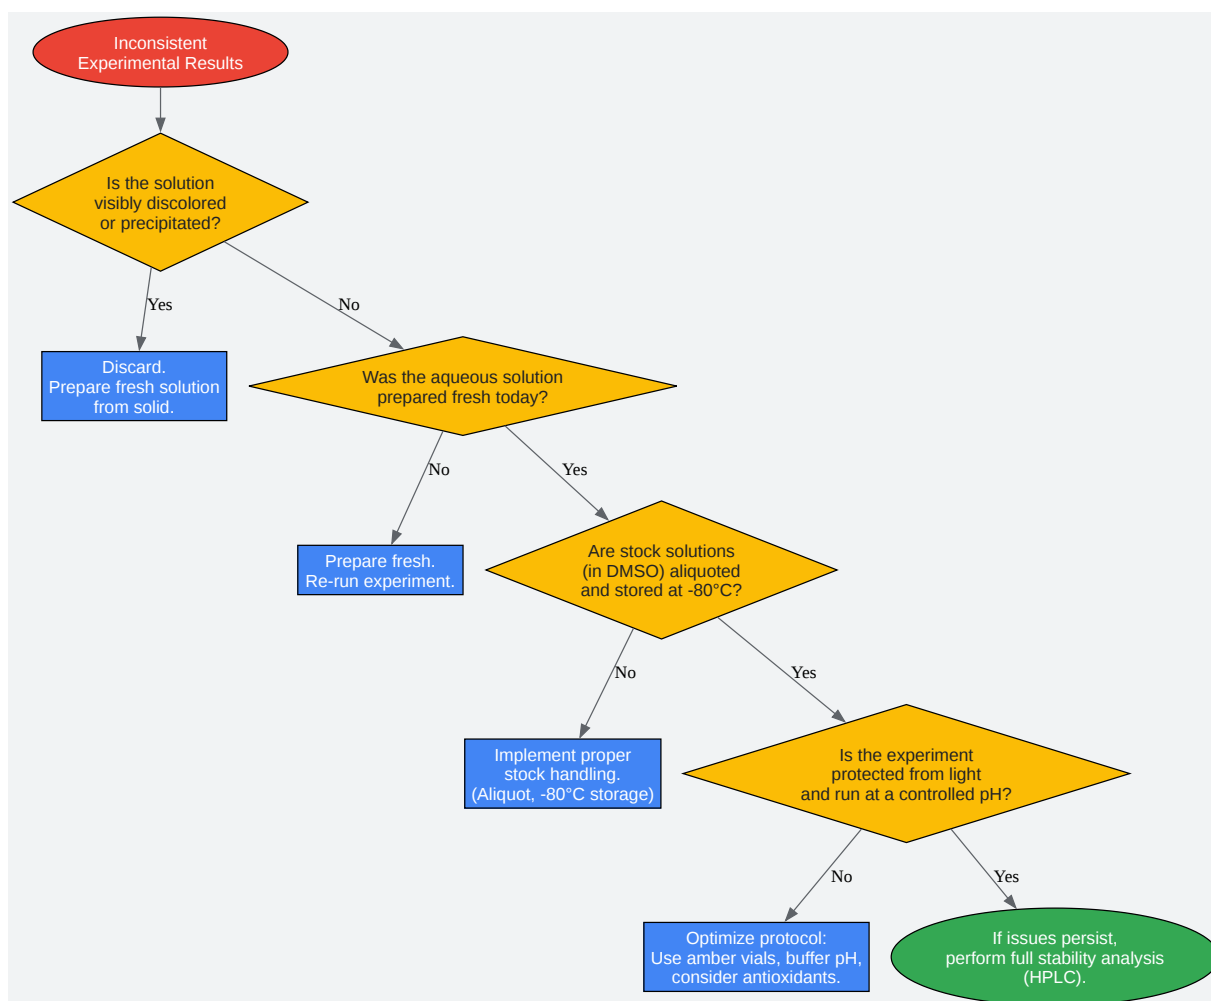 Inconsistent
Experimental Results
Is the solution
visibly discolored
or precipitated?
Yes
No
Discard.
Prepare fresh solution
from solid.
Was the aqueous solution
prepared fresh today?
No
Yes
Prepare fresh.
Re-run experiment.
Are stock solutions
(in DMSO) aliquoted
and stored at -80°C?
No
Yes
Implement proper
stock handling.
(Aliquot, -80°C storage)
Is the experiment
protected from light
and run at a controlled pH?
No
Yes
Optimize protocol:
Use amber vials, buffer pH,
consider antioxidants.
If issues persist,
perform full stability analysis
(HPLC).